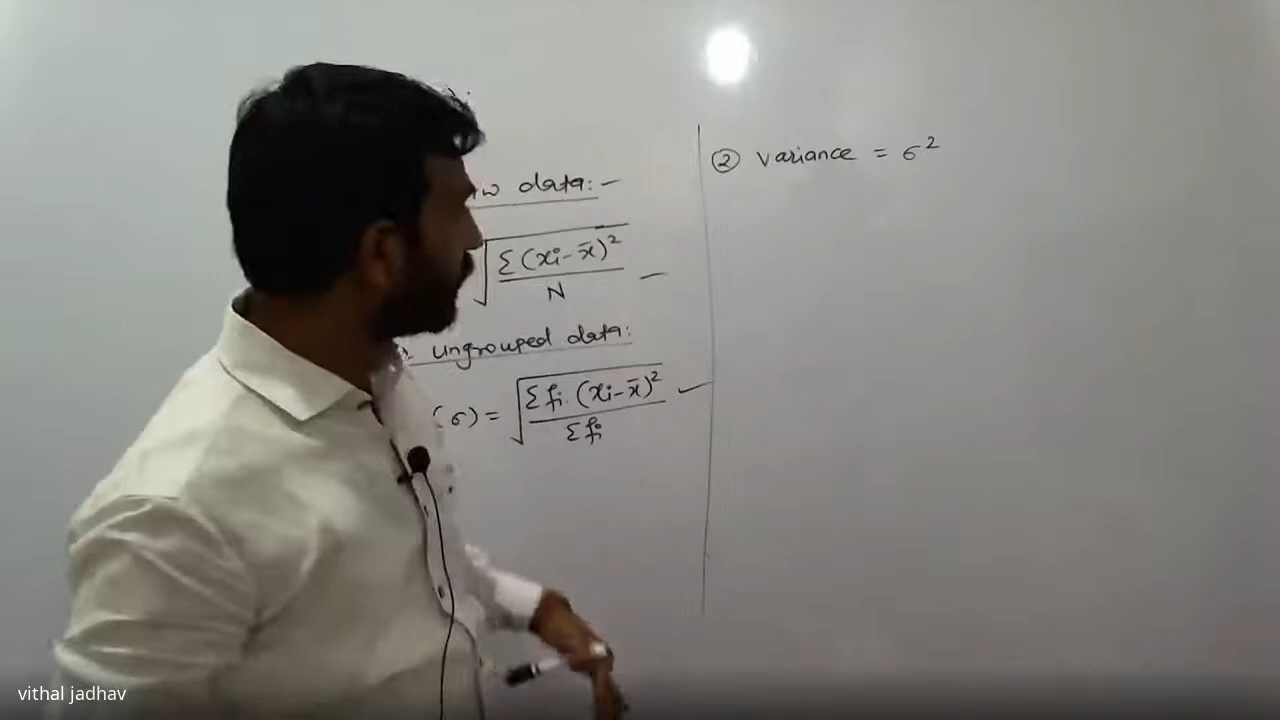 data:-
√(Σ(xi-x̄)² / N) -
ungrouped data:
(σ) = √(Σfi.(xi-x̄)² / Σfi) ✓
② variance = σ²
vithal jadhav